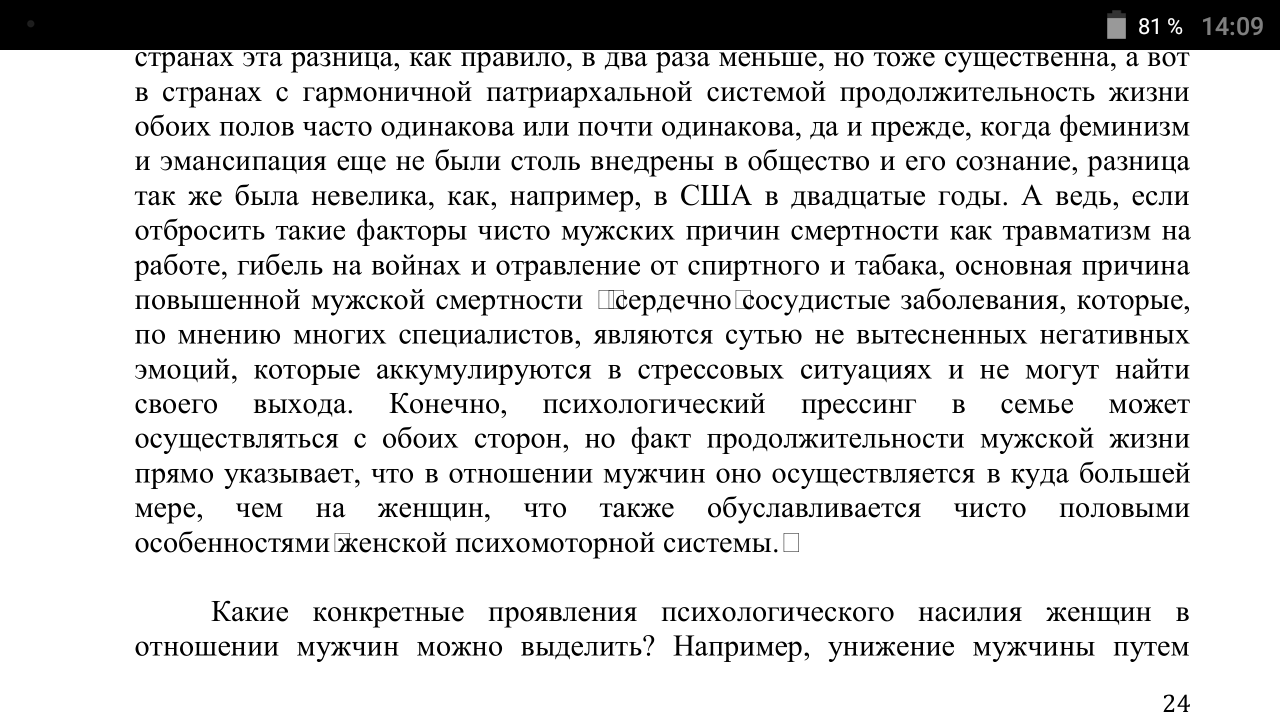 81 % 14:09
странах эта разница, как правило, в два раза меньше, но тоже существенна, а вот
в странах с гармоничной патриархальной системой продолжительность жизни
обоих полов часто одинакова или почти одинакова, да и прежде, когда феминизм
и эмансипация еще не были столь внедрены в общество и его сознание, разница
так же была невелика, как, например, в США в двадцатые годы. А ведь, если
отбросить такие факторы чисто мужских причин смертности как травматизм на
работе, гибель на войнах и отравление от спиртного и табака, основная причина
повышенной мужской смертности сердечно сосудистые заболевания, которые,
по мнению многих специалистов, являются сутью не вытесненных негативных
эмоций, которые аккумулируются в стрессовых ситуациях и не могут найти
своего выхода. Конечно, психологический прессинг в семье может
осуществляться с обоих сторон, но факт продолжительности мужской жизни
прямо указывает, что в отношении мужчин оно осуществляется в куда большей
мере, чем на женщин, что также обуславливается чисто половыми
особенностями женской психомоторной системы.
Какие конкретные проявления психологического насилия женщин в
отношении мужчин можно выделить? Например, унижение мужчины путем
24